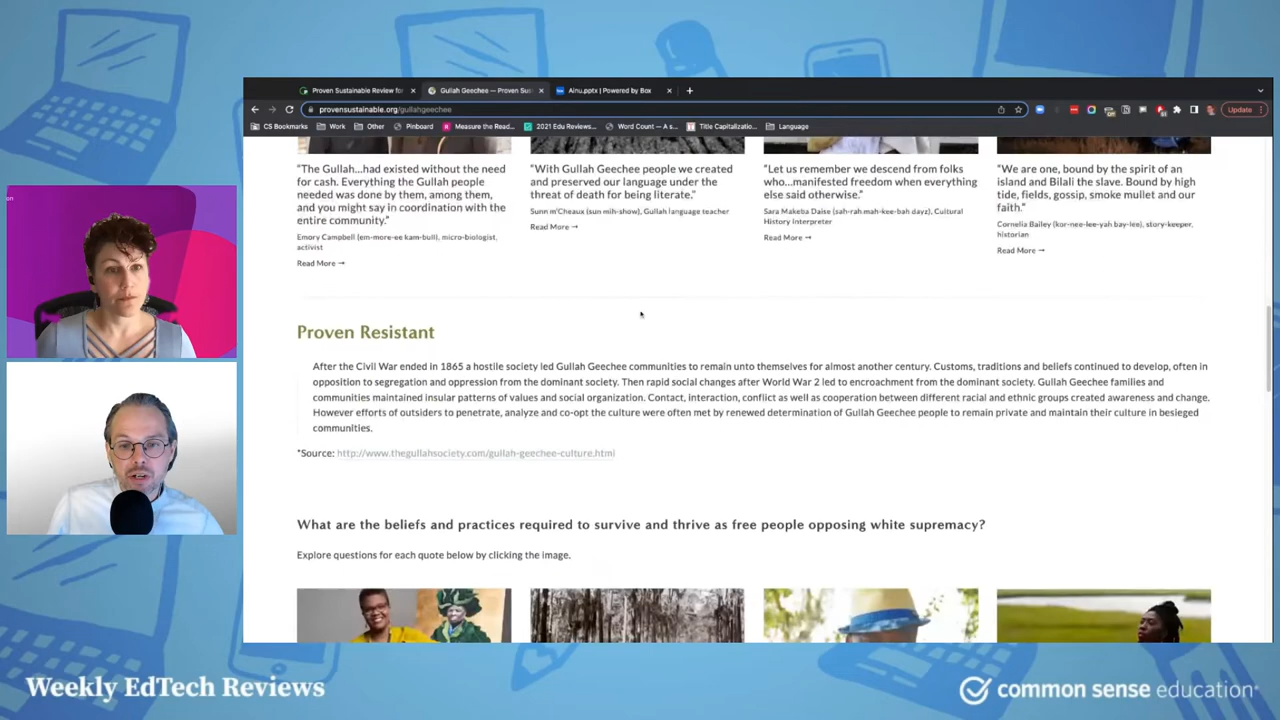 Proven Sustainable Review for
Gullah Geechee — Proven Sus
Ainu.pptx | Powered by Box
provensustainable.org/gullahgeechee
Update
CS Bookmarks
Work
Other
Pinboard
Measure the Read...
2021 Edu Reviews...
Word Count — A s...
Title Capitalizatio...
Language
"The Gullah...had existed without the need
for cash. Everything the Gullah people
needed was done by them, among them,
and you might say in coordination with the
entire community."
Emory Campbell (em-more-ee kam-bull), micro-biologist,
activist
Read More →
"With Gullah Geechee people we created
and preserved our language under the
threat of death for being literate."
Sunn m'Cheaux (sun mih-show), Gullah language teacher
Read More →
"Let us remember we descend from folks
who...manifested freedom when everything
else said otherwise."
Sara Makeba Daise (sah-rah mah-kee-bah dayz), Cultural
History Interpreter
Read More →
"We are one, bound by the spirit of an
island and Bilali the slave. Bound by high
tide, fields, gossip, smoke mullet and our
faith."
Cornelia Bailey (kor-nee-lee-yah bay-lee), story-keeper,
historian
Read More →
Proven Resistant
After the Civil War ended in 1865 a hostile society led Gullah Geechee communities to remain unto themselves for almost another century. Customs, traditions and beliefs continued to develop, often in
opposition to segregation and oppression from the dominant society. Then rapid social changes after World War 2 led to encroachment from the dominant society. Gullah Geechee families and
communities maintained insular patterns of values and social organization. Contact, interaction, conflict as well as cooperation between different racial and ethnic groups created awareness and change.
However efforts of outsiders to penetrate, analyze and co-opt the culture were often met by renewed determination of Gullah Geechee people to remain private and maintain their culture in besieged
communities.
*Source: http://www.thegullahsociety.com/gullah-geechee-culture.html
What are the beliefs and practices required to survive and thrive as free people opposing white supremacy?
Explore questions for each quote below by clicking the image.
Weekly EdTech Reviews
common sense education®